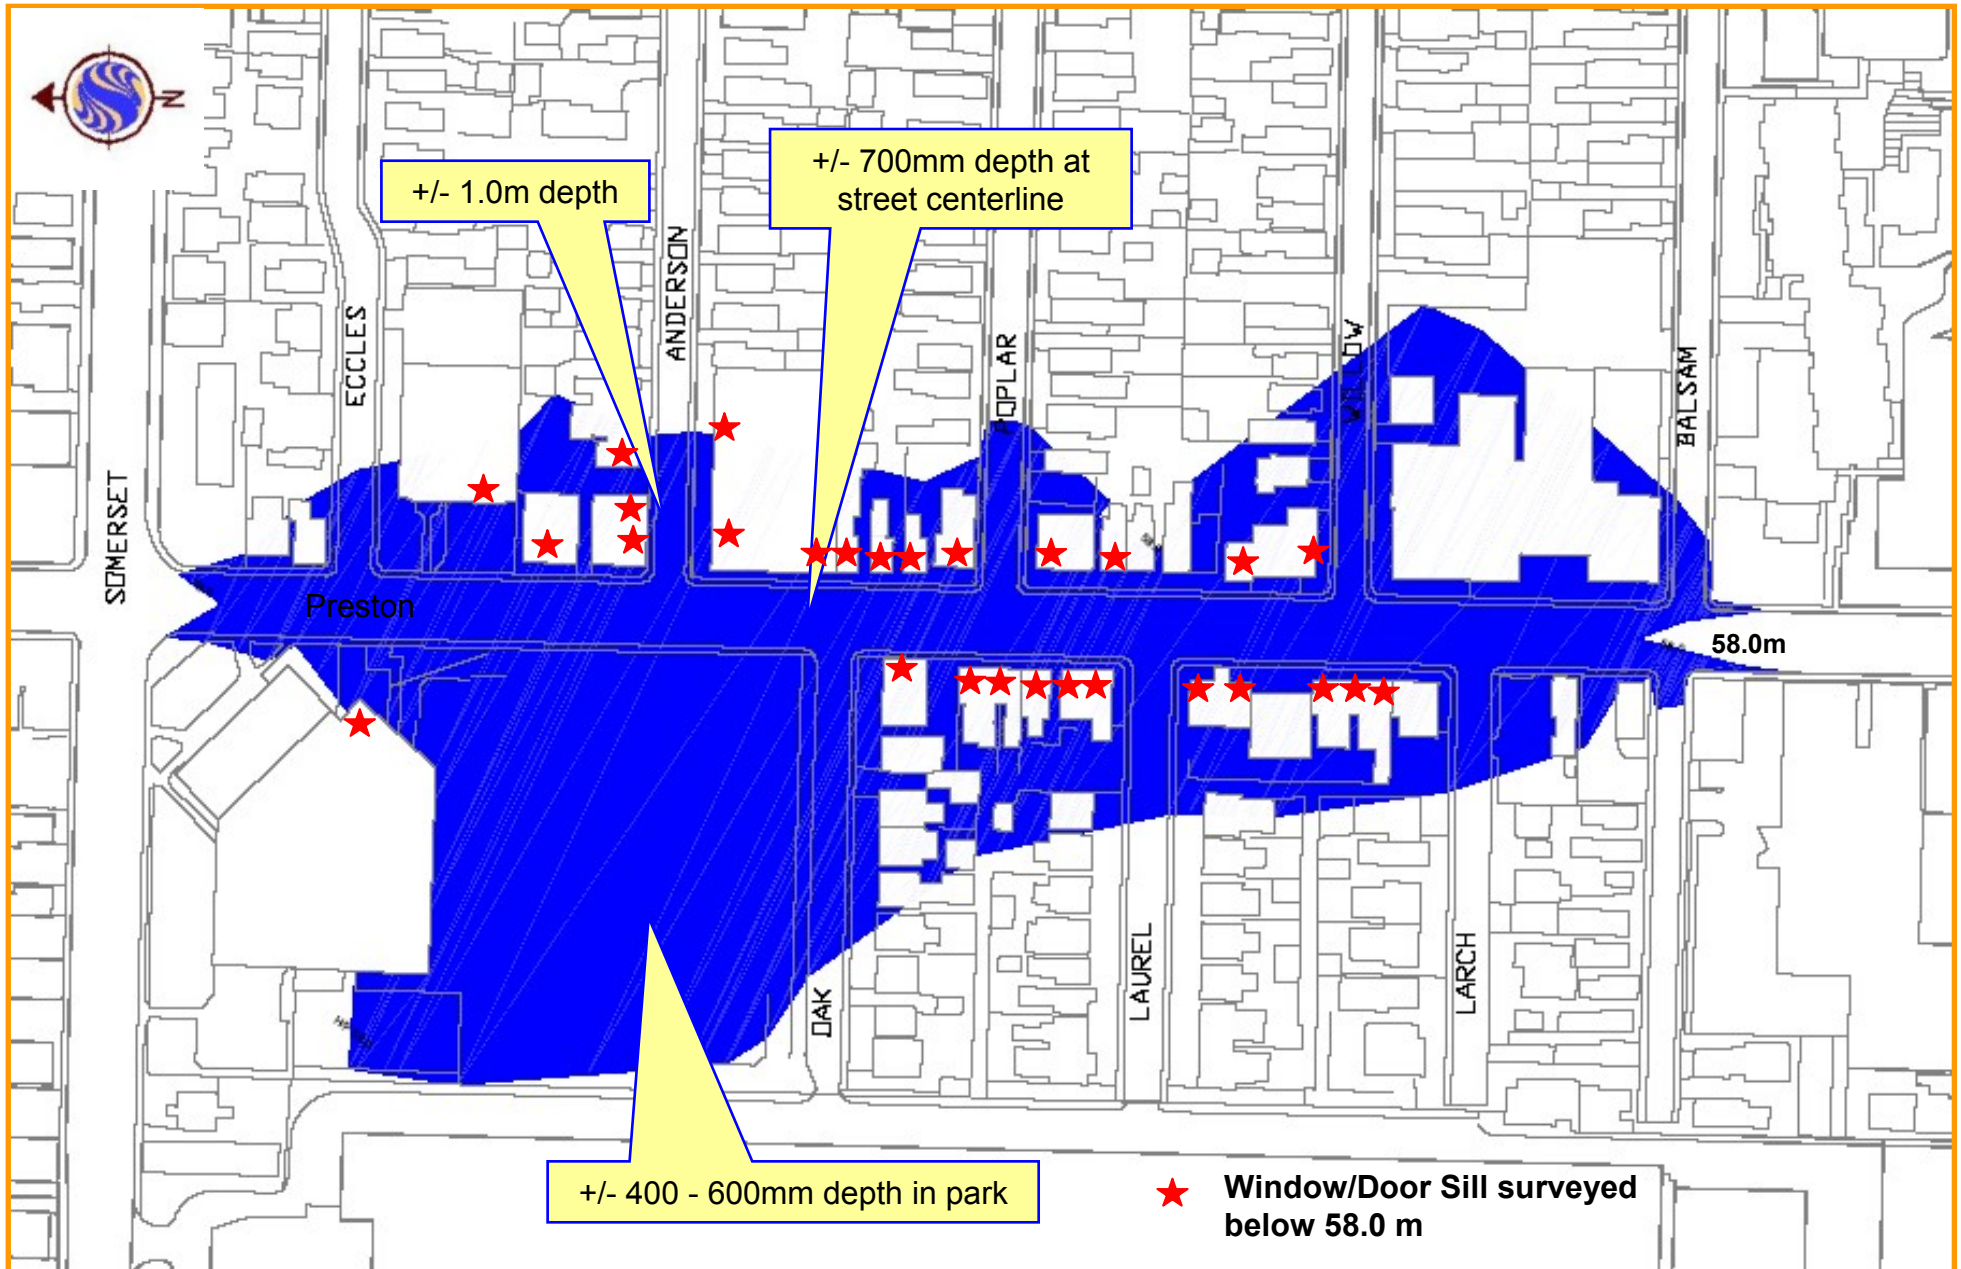 N
+/- 1.0m depth
+/- 700mm depth at
street centerline
ECCLES
ANDERSON
POPLAR
WILLOW
BALSAM
SOMERSET
Preston
58.0m
OAK
LAUREL
LARCH
+/- 400 - 600mm depth in park
Window/Door Sill surveyed
below 58.0 m